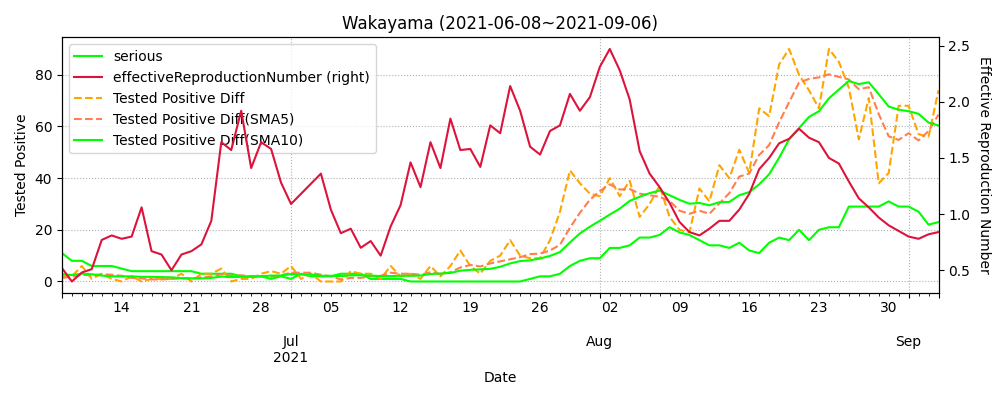 Wakayama (2021-06-08~2021-09-06)
serious
effectiveReproductionNumber (right)
Tested Positive Diff
Tested Positive Diff(SMA5)
Tested Positive Diff(SMA10)
Tested Positive
80
60
40
20
0
2.5
2.0
1.5
1.0
0.5
Effective Reproduction Number
14 21 28 05 12 19 26 02 09 16 23 30
Jul Aug Sep
2021
Date